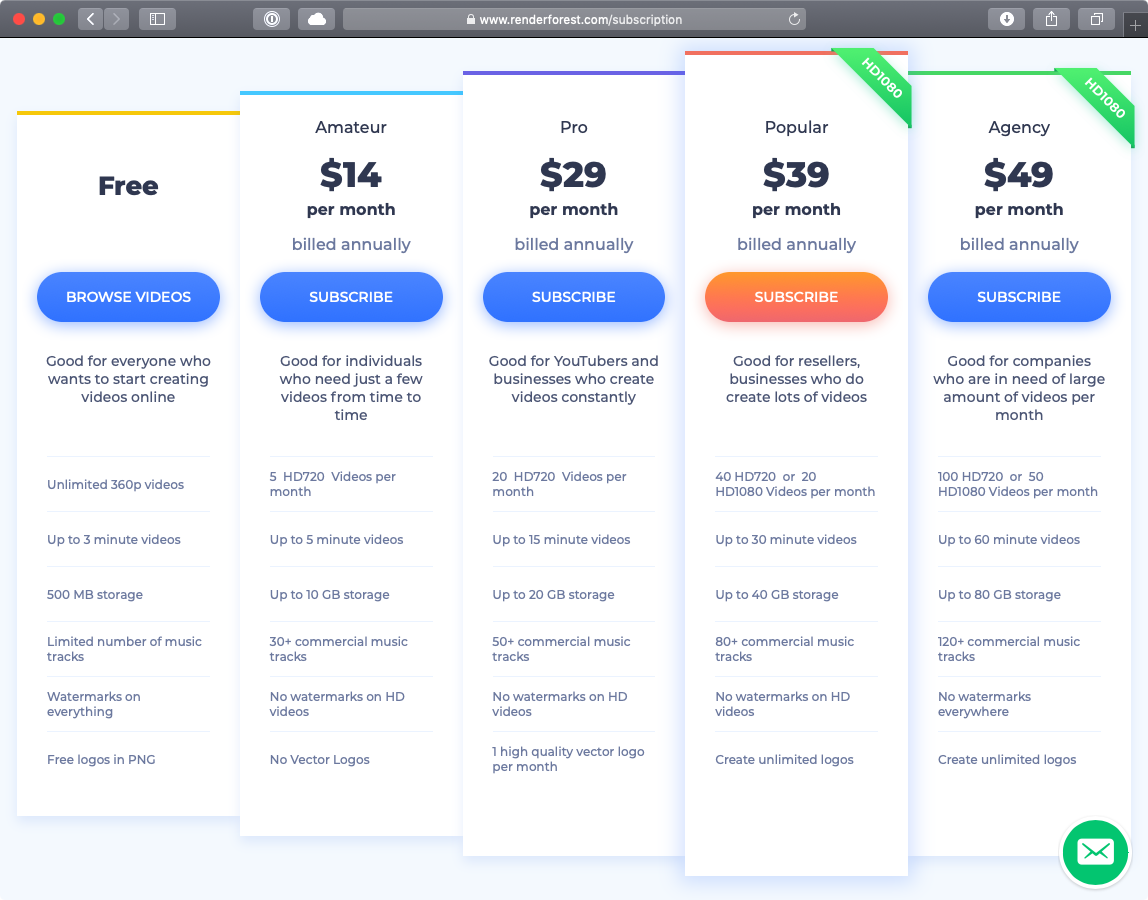 www.renderforest.com/subscription
Free
BROWSE VIDEOS
Good for everyone who
wants to start creating
videos online
Unlimited 360p videos
Up to 3 minute videos
500 MB storage
Limited number of music
tracks
Watermarks on
everything
Free logos in PNG
Amateur
$14
per month
billed annually
SUBSCRIBE
Good for individuals
who need just a few
videos from time to
time
5 HD720 Videos per
month
Up to 5 minute videos
Up to 10 GB storage
30+ commercial music
tracks
No watermarks on HD
videos
No Vector Logos
Pro
$29
per month
billed annually
SUBSCRIBE
Good for YouTubers and
businesses who create
videos constantly
20 HD720 Videos per
month
Up to 15 minute videos
Up to 20 GB storage
50+ commercial music
tracks
No watermarks on HD
videos
1 high quality vector logo
per month
HD1080
Popular
$39
per month
billed annually
SUBSCRIBE
Good for resellers,
businesses who do
create lots of videos
40 HD720 or 20
HD1080 Videos per month
Up to 30 minute videos
Up to 40 GB storage
80+ commercial music
tracks
No watermarks on HD
videos
Create unlimited logos
HD1080
Agency
$49
per month
billed annually
SUBSCRIBE
Good for companies
who are in need of large
amount of videos per
month
100 HD720 or 50
HD1080 Videos per month
Up to 60 minute videos
Up to 80 GB storage
120+ commercial music
tracks
No watermarks
everywhere
Create unlimited logos